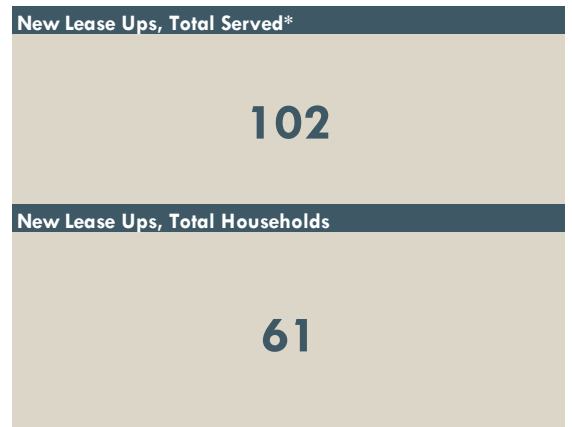 New Lease Ups, Total Served*
102
New Lease Ups, Total Households
61